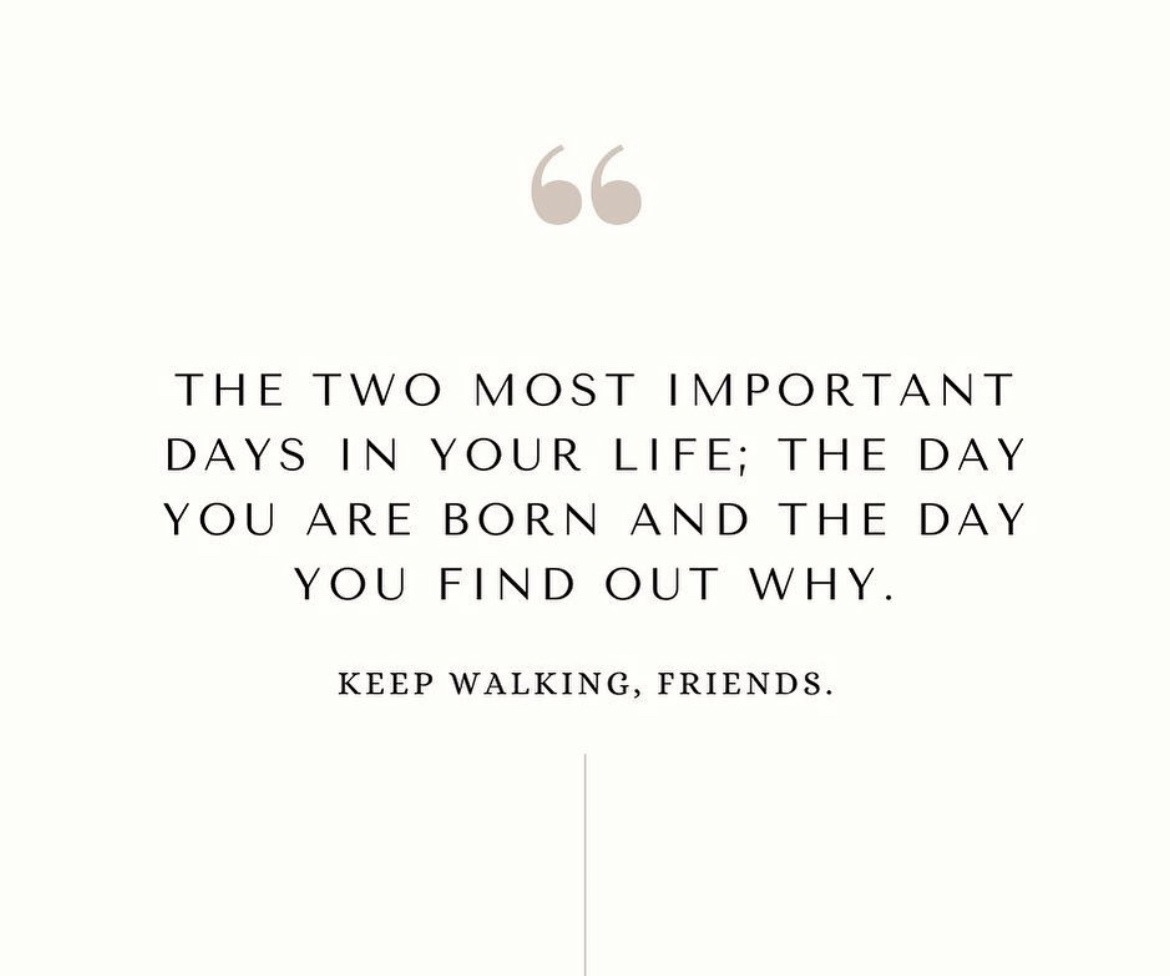 “
THE TWO MOST IMPORTANT
DAYS IN YOUR LIFE; THE DAY
YOU ARE BORN AND THE DAY
YOU FIND OUT WHY.
KEEP WALKING, FRIENDS.